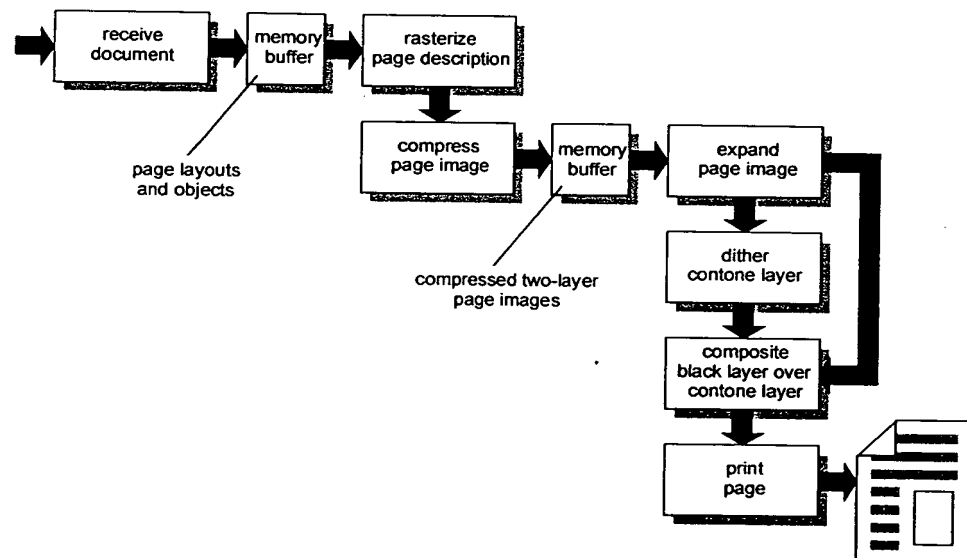 receive
document
memory
buffer
rasterize
page description
page layouts
and objects
compress
page image
memory
buffer
expand
page image
compressed two-layer
page images
dither
contone layer
composite
black layer over
contone layer
print
page